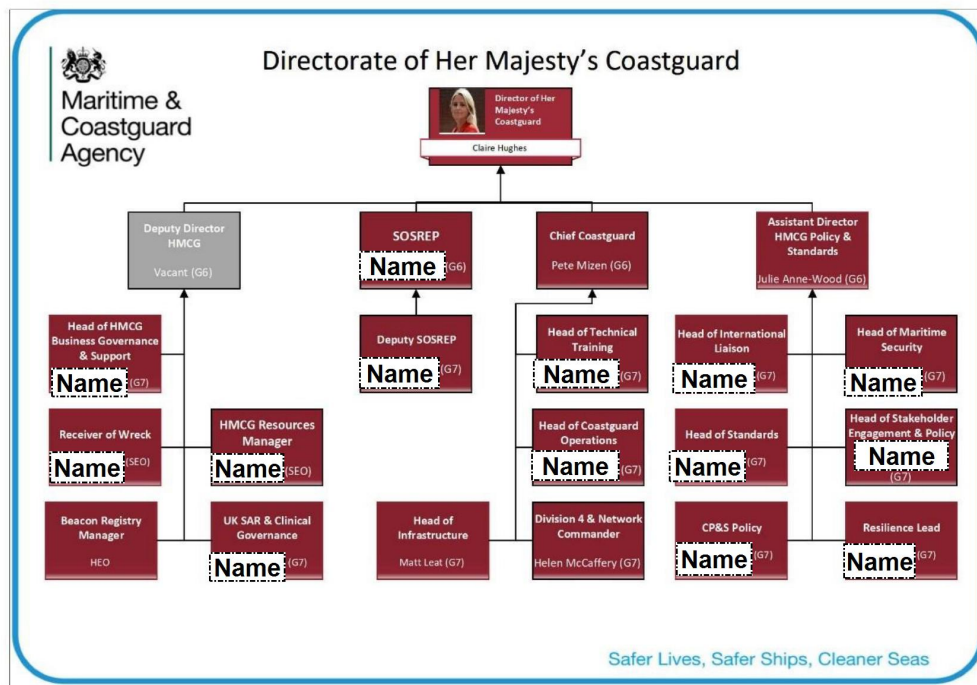 Maritime &
Coastguard
Agency
Directorate of Her Majesty's Coastguard
Director of Her
Majesty's
Coastguard
Claire Hughes
Deputy Director
HMCG
Vacant (G6)
SOSREP
Name (G6)
Chief Coastguard
Pete Mizen (G6)
Assistant Director
HMCG Policy &
Standards
Julie Anne-Wood (G6)
Head of HMCG
Business Governance
& Support
Name (G7)
Deputy SOSREP
Name (G7)
Head of Technical
Training
Name (G7)
Head of International
Liaison
Name (G7)
Head of Maritime
Security
Name (G7)
Receiver of Wreck
Name (SEO)
HMCG Resources
Manager
Name (SEO)
Head of Coastguard
Operations
Name (G7)
Head of Standards
Name (G7)
Head of Stakeholder
Engagement & Policy
Name
(G7)
Beacon Registry
Manager
HEO
UK SAR & Clinical
Governance
Name (G7)
Head of
Infrastructure
Matt Leat (G7)
Division 4 & Network
Commander
Helen McCaffery (G7)
CP&S Policy
Name (G7)
Resilience Lead
Name (G7)
Safer Lives, Safer Ships, Cleaner Seas